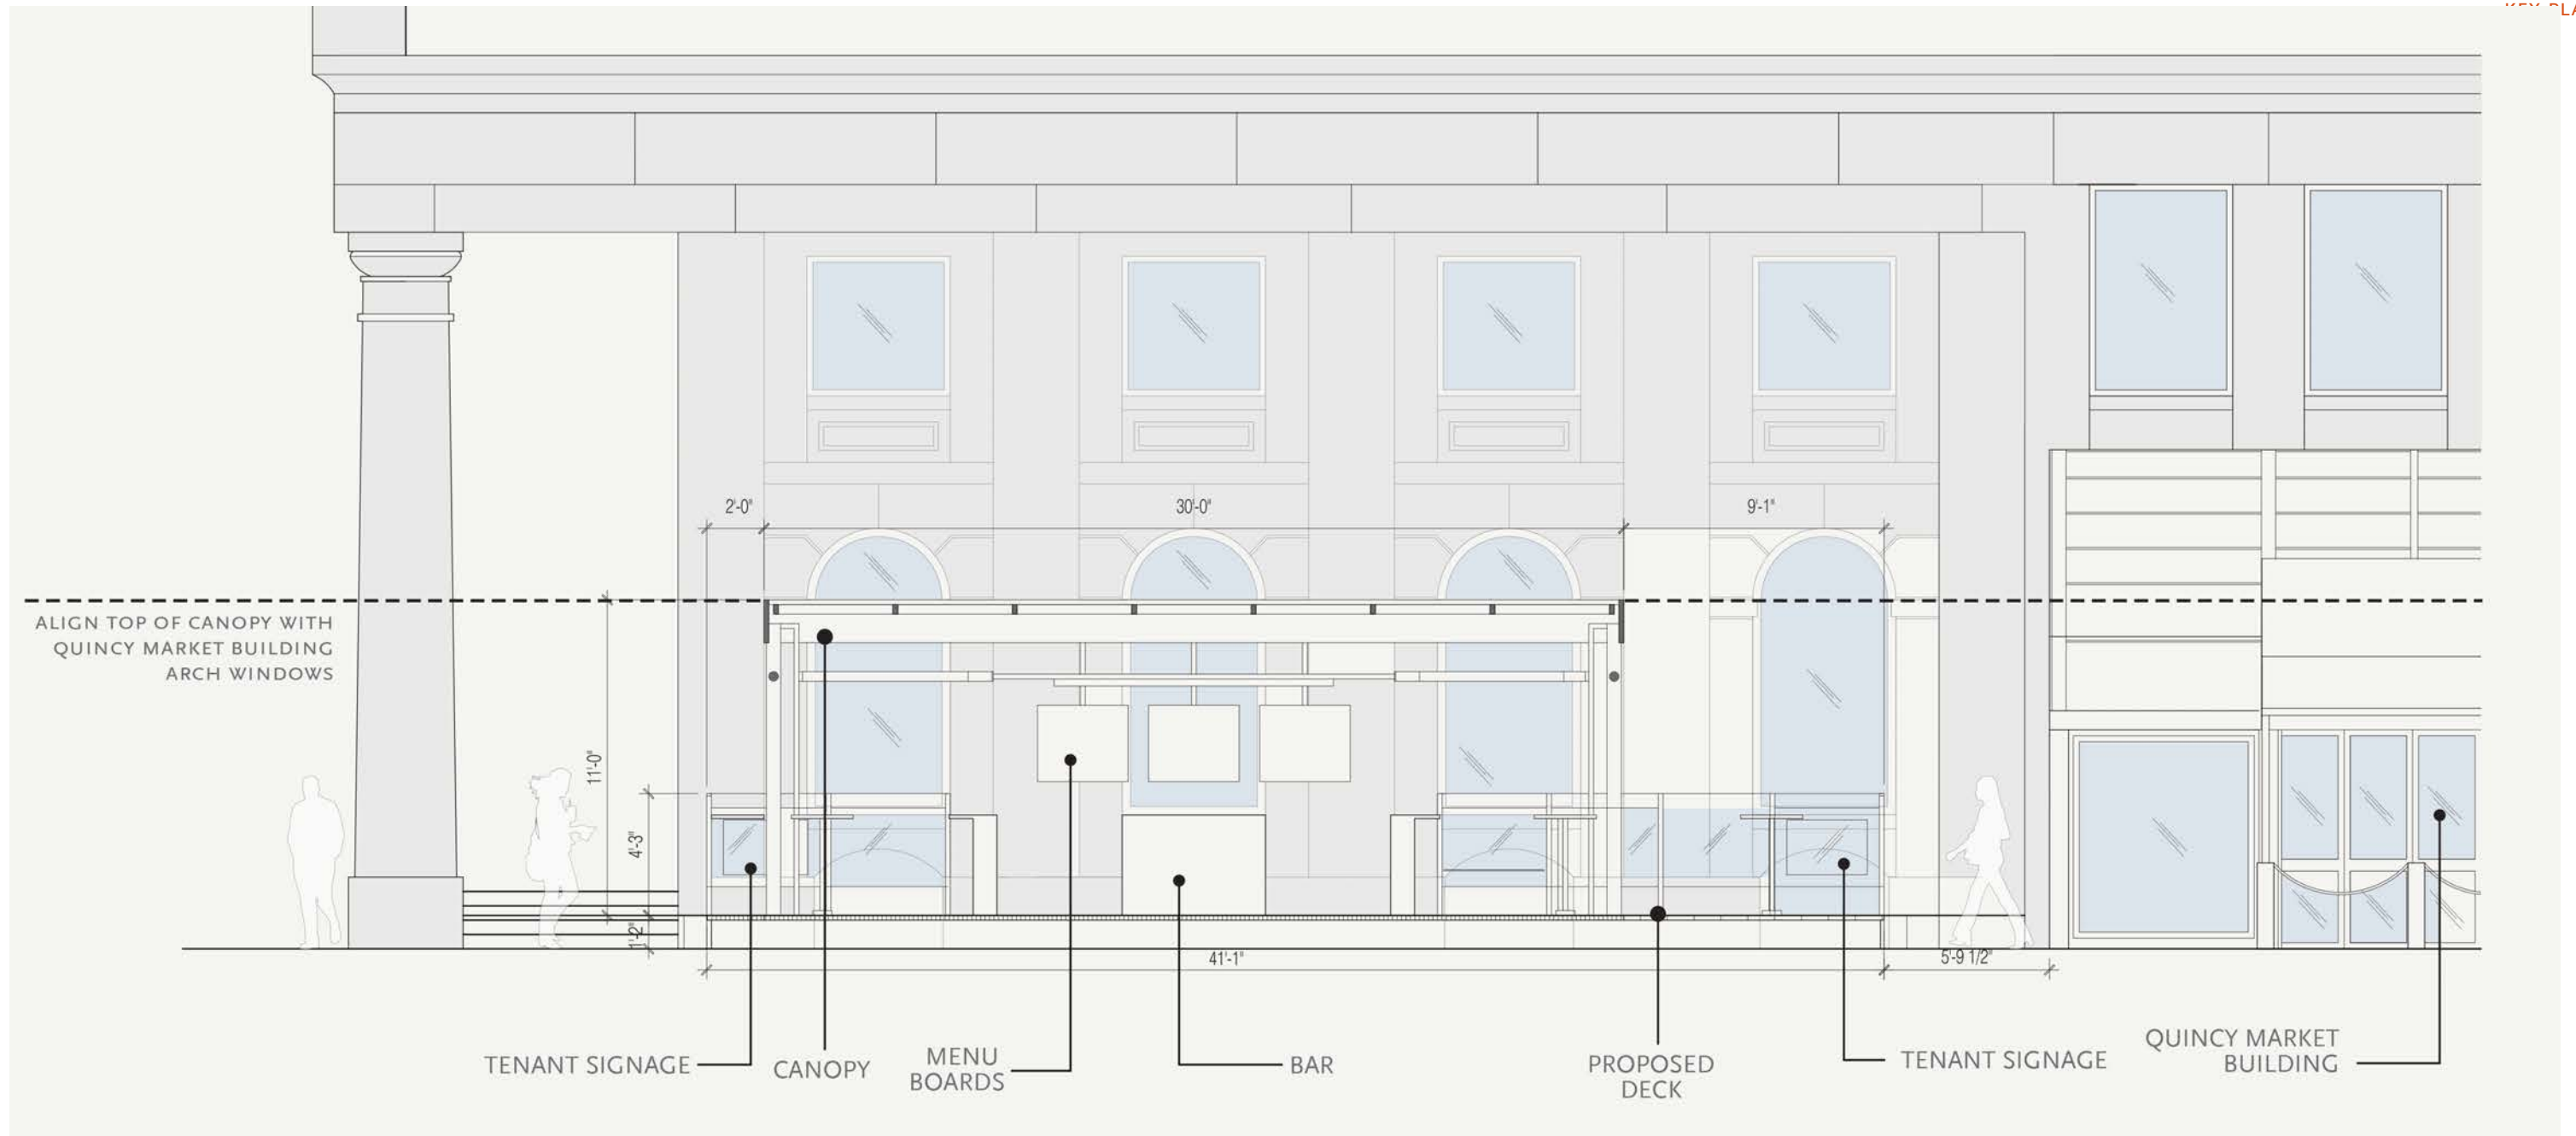 2'-0"
30'-0"
9'-1"
ALIGN TOP OF CANOPY WITH
QUINCY MARKET BUILDING
ARCH WINDOWS
11'-0"
4'-3"
1'-2"
41'-1"
5'-9 1/2"
TENANT SIGNAGE
CANOPY
MENU
BOARDS
BAR
PROPOSED
DECK
TENANT SIGNAGE
QUINCY MARKET
BUILDING